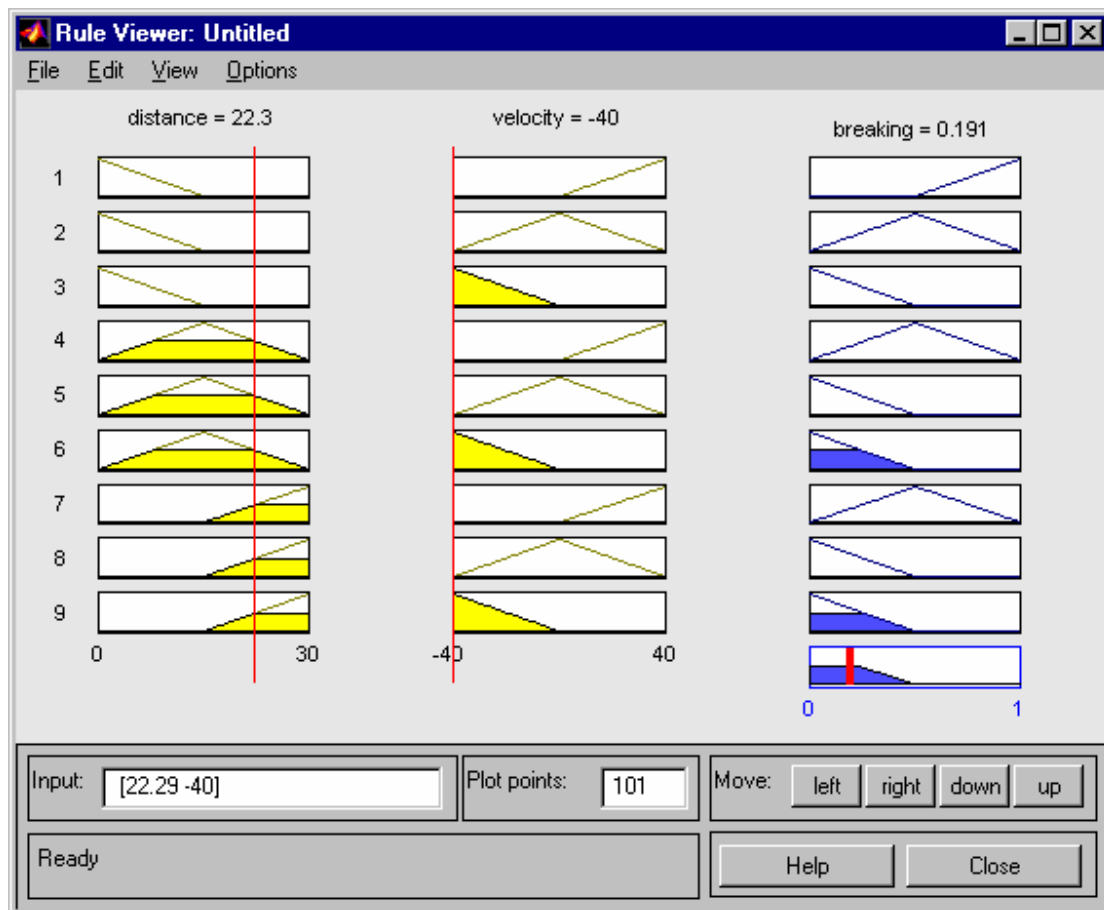 Rule Viewer: Untitled
File Edit View Options
distance = 22.3 velocity = -40 breaking = 0.191
1
2
3
4
5
6
7
8
9
0 30 -40 40
0 1
Input: [22.29 -40] Plot points: 101 Move: left right down up
Ready Help Close